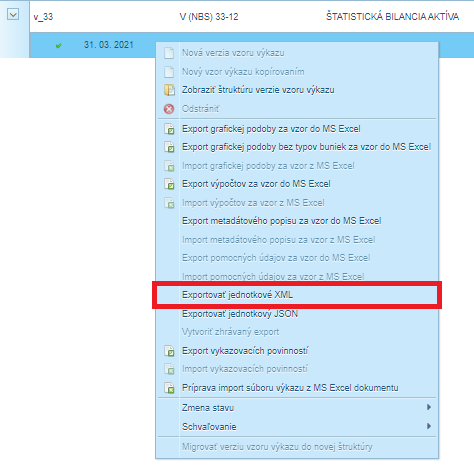 v_33 V (NBS) 33-12 ŠTATISTICKÁ BILANCIA AKTÍVA
31. 03. 2021
Nová verzia vzoru výkazu
Nový vzor výkazu kopírovaním
Zobraziť štruktúru verzie vzoru výkazu
Odstrániť
Export grafickej podoby za vzor do MS Excel
Export grafickej podoby bez typov buniek za vzor do MS Excel
Import grafickej podoby za vzor z MS Excel
Export výpočtov za vzor do MS Excel
Import výpočtov za vzor z MS Excel
Export metadátového popisu za vzor do MS Excel
Import metadátového popisu za vzor z MS Excel
Export pomocných údajov za vzor do MS Excel
Import pomocných údajov za vzor z MS Excel
Exportovať jednotkové XML
Exportovať jednotkový JSON
Vytvoriť zhrávaný export
Export vykazovacích povinností
Import vykazovacích povinností
Príprava import súboru výkazu z MS Excel dokumentu
Zmena stavu
Schvaľovanie
Migrovať verziu vzoru výkazu do novej štruktúry